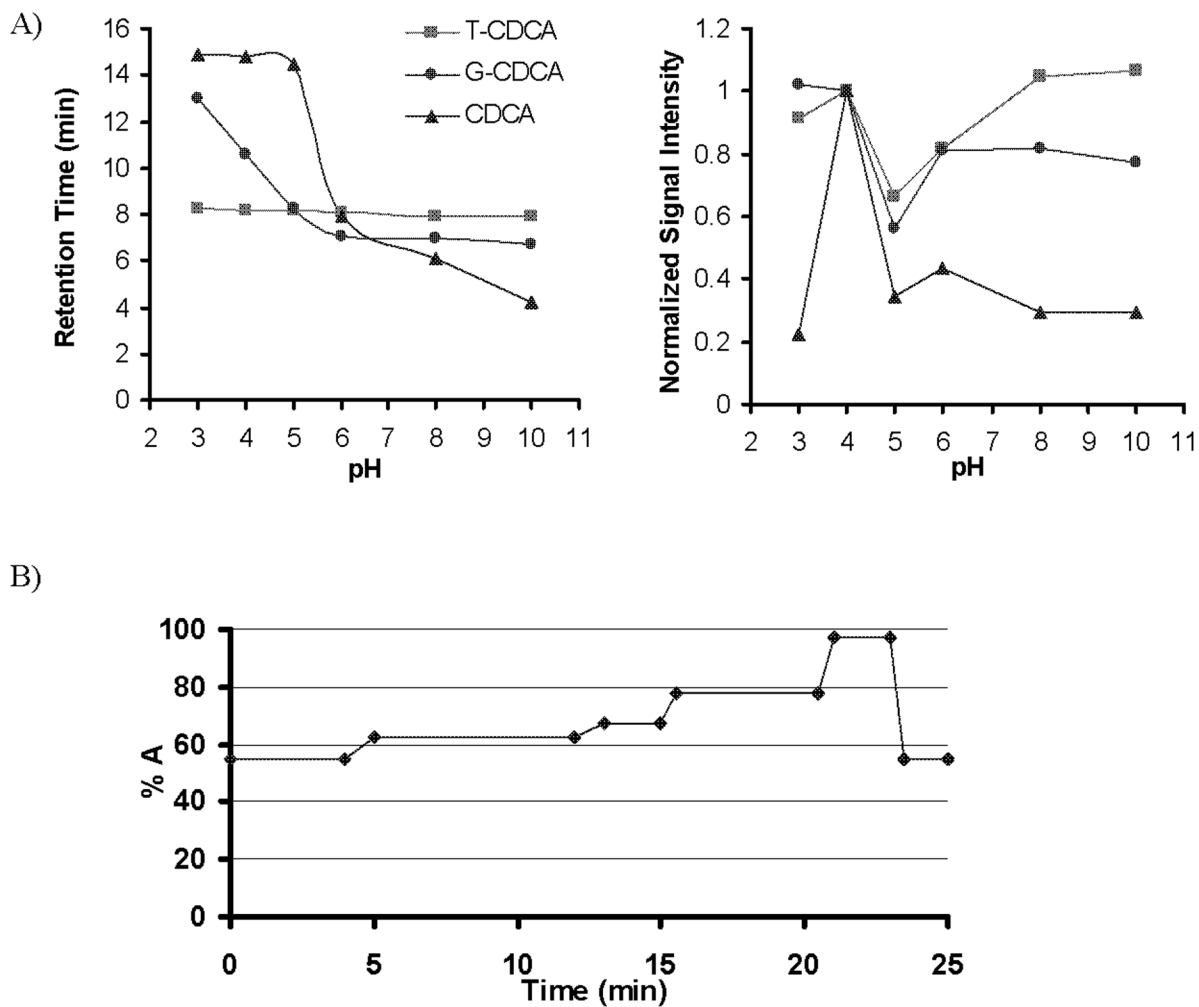 A)
Retention Time (min)
16
14
12
10
8
6
4
2
0
2 3 4 5 6 7 8 9 10 11
pH
T-CDCA
G-CDCA
CDCA
Normalized Signal Intensity
1.2
1
0.8
0.6
0.4
0.2
0
2 3 4 5 6 7 8 9 10 11
pH
B)
% A
100
80
60
40
20
0
0 5 10 15 20 25
Time (min)